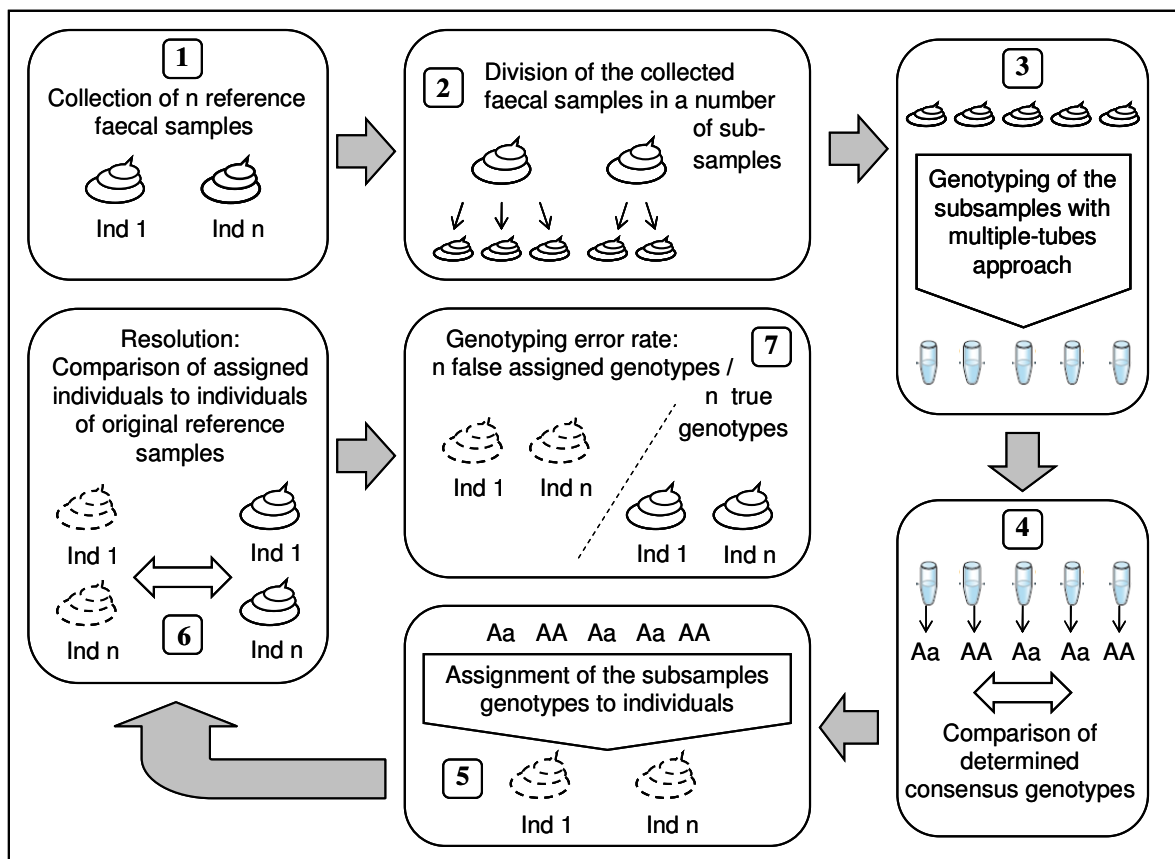 1
Collection of n reference
faecal samples
Ind 1 Ind n
2
Division of the collected
faecal samples in a number
of sub-
samples
3
Genotyping of the
subsamples with
multiple-tubes
approach
4
Aa AA Aa Aa AA
Comparison of
determined
consensus genotypes
Aa AA Aa Aa AA
Assignment of the subsamples
genotypes to individuals
5
Ind 1 Ind n
Resolution:
Comparison of assigned
individuals to individuals
of original reference
samples
Ind 1 Ind 1
6
Ind n Ind n
Genotyping error rate:
7
n false assigned genotypes /
n true
genotypes
Ind 1 Ind n
Ind 1 Ind n